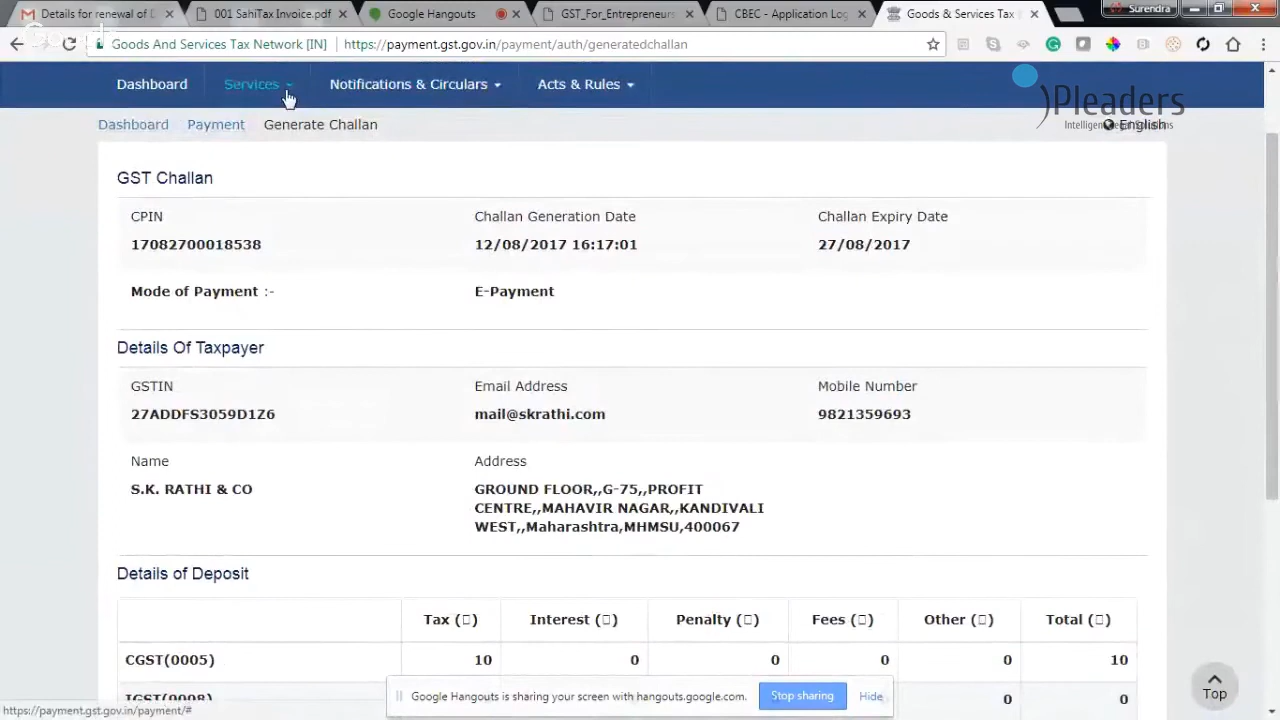 Details for renewal of D
001 SahiTax Invoice.pdf
Google Hangouts
GST_For_Entrepreneurs
CBEC - Application Lo
Goods & Services Tax
Surendra
Goods And Services Tax Network [IN]
https://payment.gst.gov.in/payment/auth/generatedchallan
Dashboard Services Notifications & Circulars Acts & Rules
Pleaders
Intelligent Legal Solutions
Dashboard Payment Generate Challan English
GST Challan
CPIN Challan Generation Date Challan Expiry Date
17082700018538 12/08/2017 16:17:01 27/08/2017
Mode of Payment :- E-Payment
Details Of Taxpayer
GSTIN Email Address Mobile Number
27ADDFS3059D1Z6 mail@skrathi.com 9821359693
Name Address
S.K. RATHI & CO GROUND FLOOR,,G-75,,PROFIT
CENTRE,,MAHAVIR NAGAR,,KANDIVALI
WEST,,Maharashtra,MHMSU,400067
Details of Deposit
Tax (▯) Interest (▯) Penalty (▯) Fees (▯) Other (▯) Total (▯)
CGST(0005) 10 0 0 0 0 10
IGST(0008) 0 0
Google Hangouts is sharing your screen with hangouts.google.com. Stop sharing Hide
Top
https://payment.gst.gov.in/payment/#